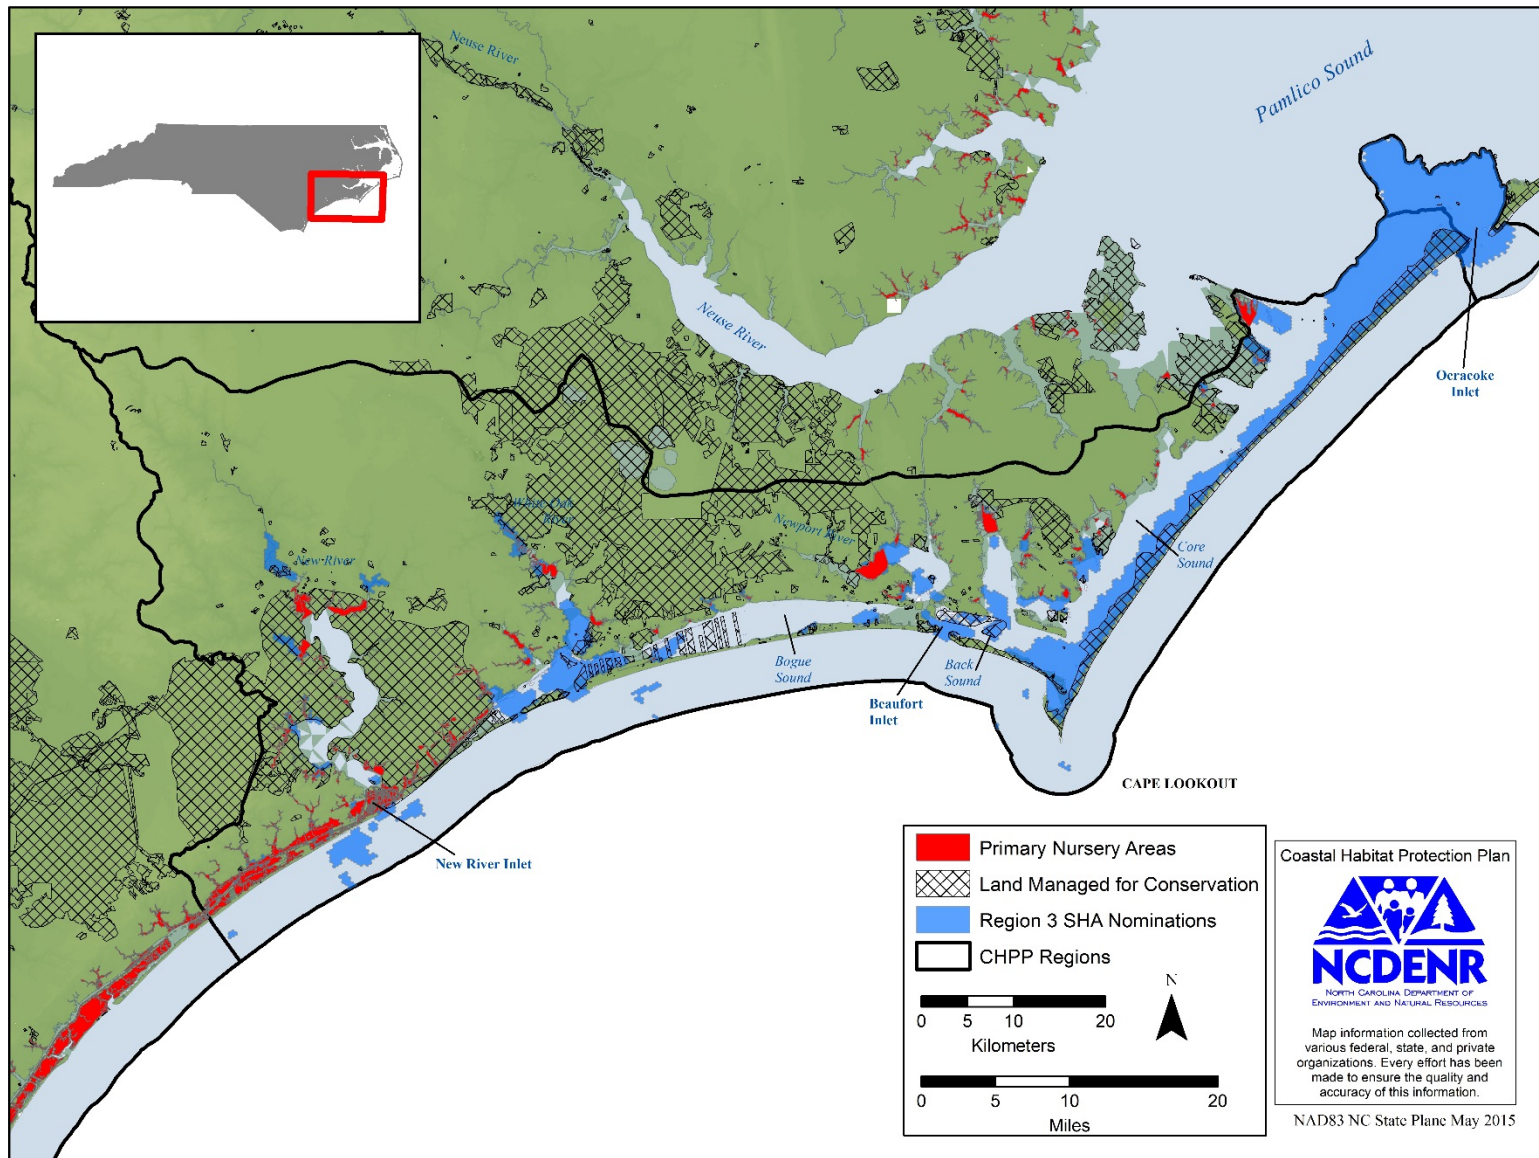 Neuse River
Pamlico Sound
Neuse River
Ocracoke
Inlet
White Oak
River
Newport River
New River
Core
Sound
Bogue
Sound
Back
Sound
Beaufort
Inlet
CAPE LOOKOUT
New River Inlet
Primary Nursery Areas
Land Managed for Conservation
Region 3 SHA Nominations
CHPP Regions
N
0 5 10 20
Kilometers
0 5 10 20
Miles
Coastal Habitat Protection Plan
NCDENR
North Carolina Department of
Environment and Natural Resources
Map information collected from
various federal, state, and private
organizations. Every effort has been
made to ensure the quality and
accuracy of this information.
NAD83 NC State Plane May 2015